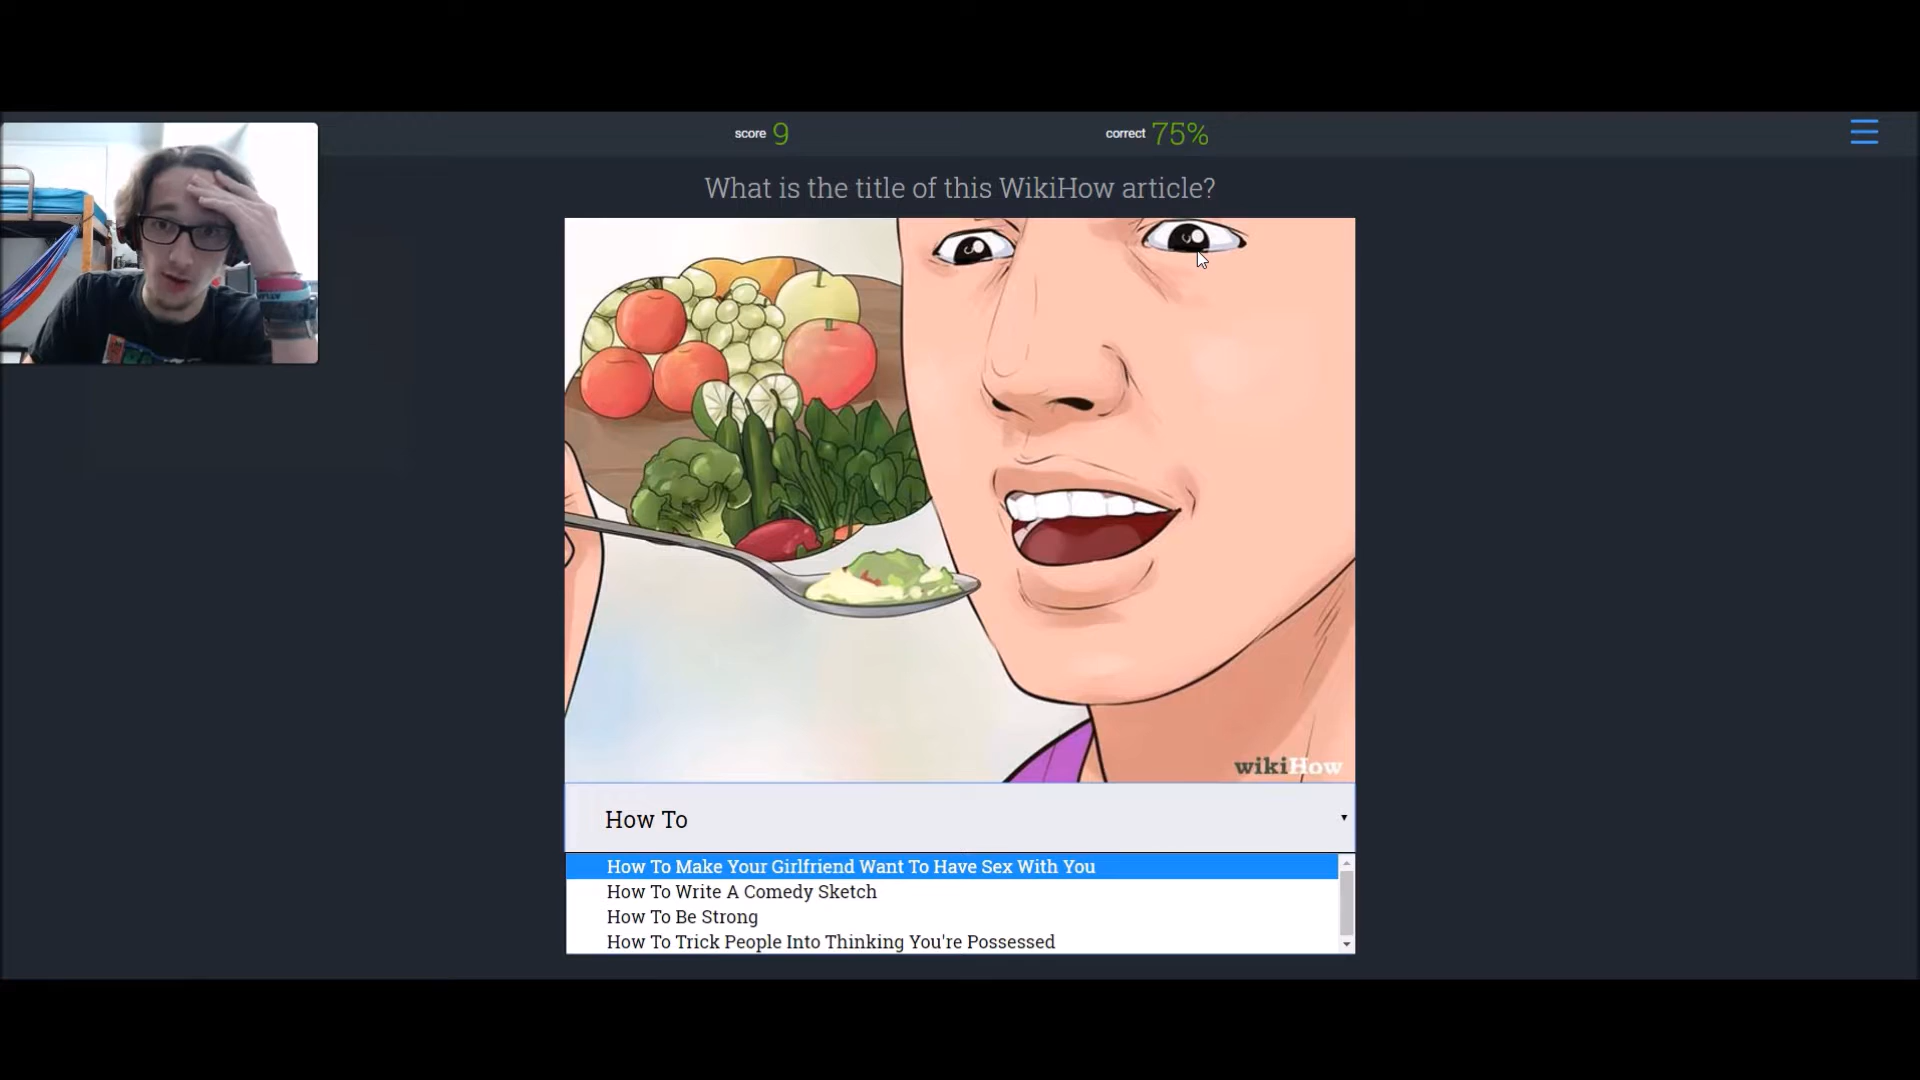 score 9
correct 75%
What is the title of this WikiHow article?
wikiHow
How To
How To Make Your Girlfriend Want To Have Sex With You
How To Write A Comedy Sketch
How To Be Strong
How To Trick People Into Thinking You're Possessed